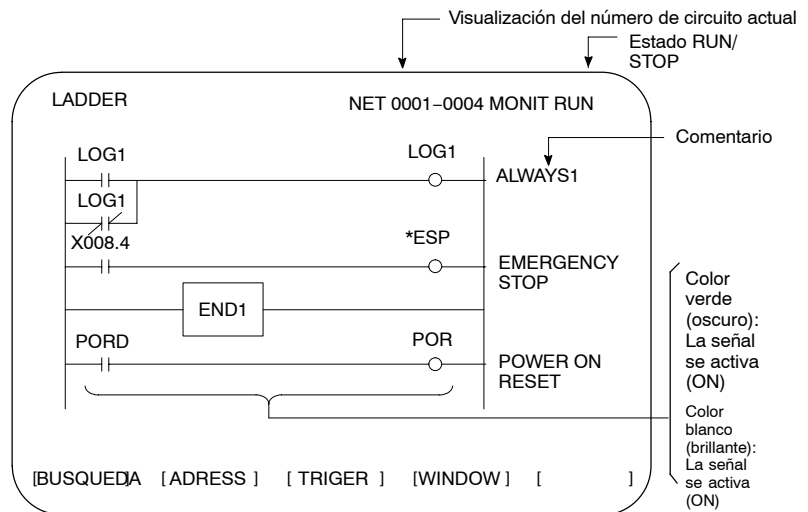 Visualización del número de circuito actual
Estado RUN/
STOP
LADDER
NET 0001–0004 MONIT RUN
Comentario
LOG1
LOG1
ALWAYS1
LOG1
X008.4
*ESP
EMERGENCY
STOP
END1
PORD
POR
POWER ON
RESET
Color
verde
(oscuro):
La señal
se activa
(ON)
Color
blanco
(brillante):
La señal
se activa
(ON)
[BUSQUED]A [ADRESS ] [ TRIGER ] [WINDOW ] [ ]